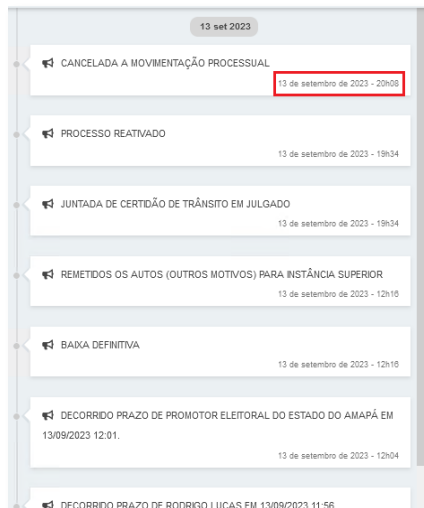 13 set 2023
CANCELADA A MOVIMENTAÇÃO PROCESSUAL
13 de setembro de 2023 - 20h08
PROCESSO REATIVADO
13 de setembro de 2023 - 19h34
JUNTADA DE CERTIDÃO DE TRÂNSITO EM JULGADO
13 de setembro de 2023 - 19h34
REMETIDOS OS AUTOS (OUTROS MOTIVOS) PARA INSTÂNCIA SUPERIOR
13 de setembro de 2023 - 12h16
BAIXA DEFINITIVA
13 de setembro de 2023 - 12h16
DECORRIDO PRAZO DE PROMOTOR ELEITORAL DO ESTADO DO AMAPÁ EM
13/09/2023 12:01.
13 de setembro de 2023 - 12h04
DECORRIDO PRAZO DE RODRIGO LUCAS EM 13/09/2023 11:56